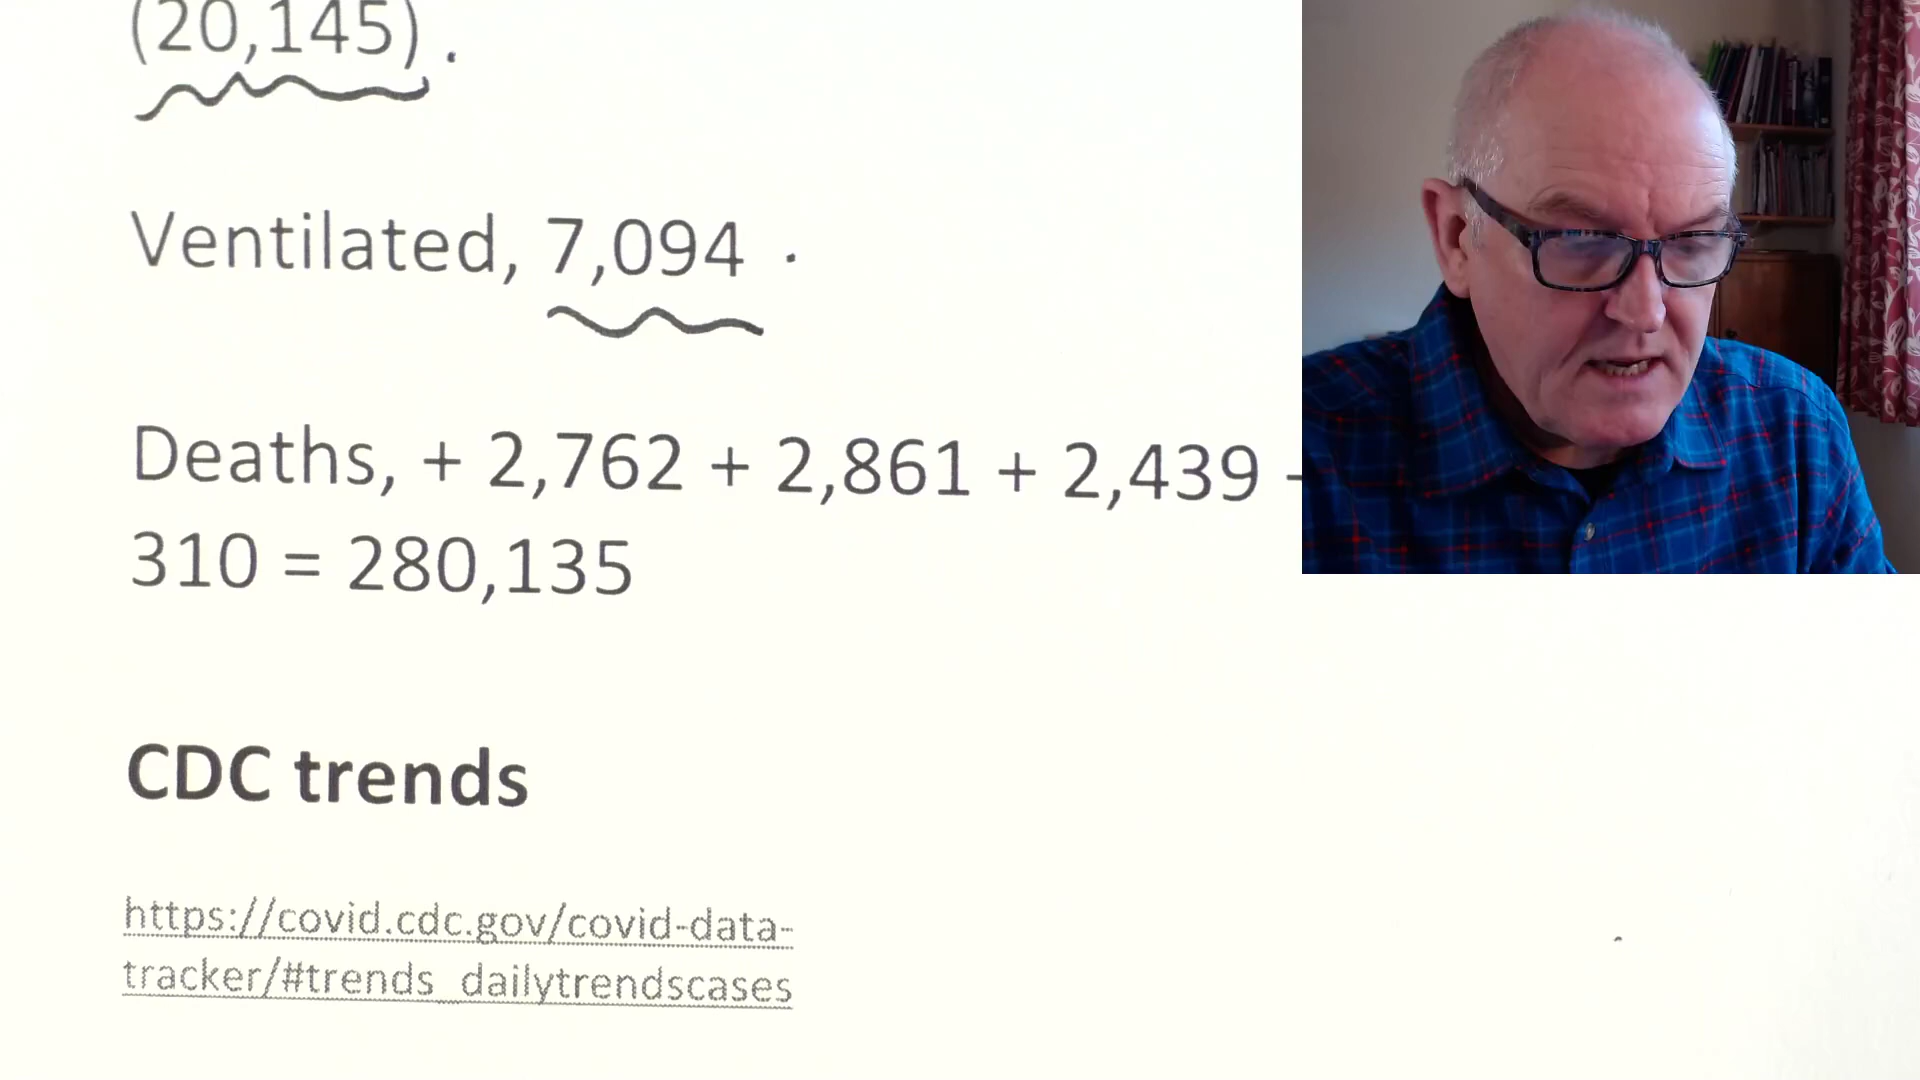 (20,145).
Ventilated, 7,094
Deaths, + 2,762 + 2,861 + 2,439
310 = 280,135
CDC trends
https://covid.cdc.gov/covid-data-
tracker/#trends_dailytrendscases